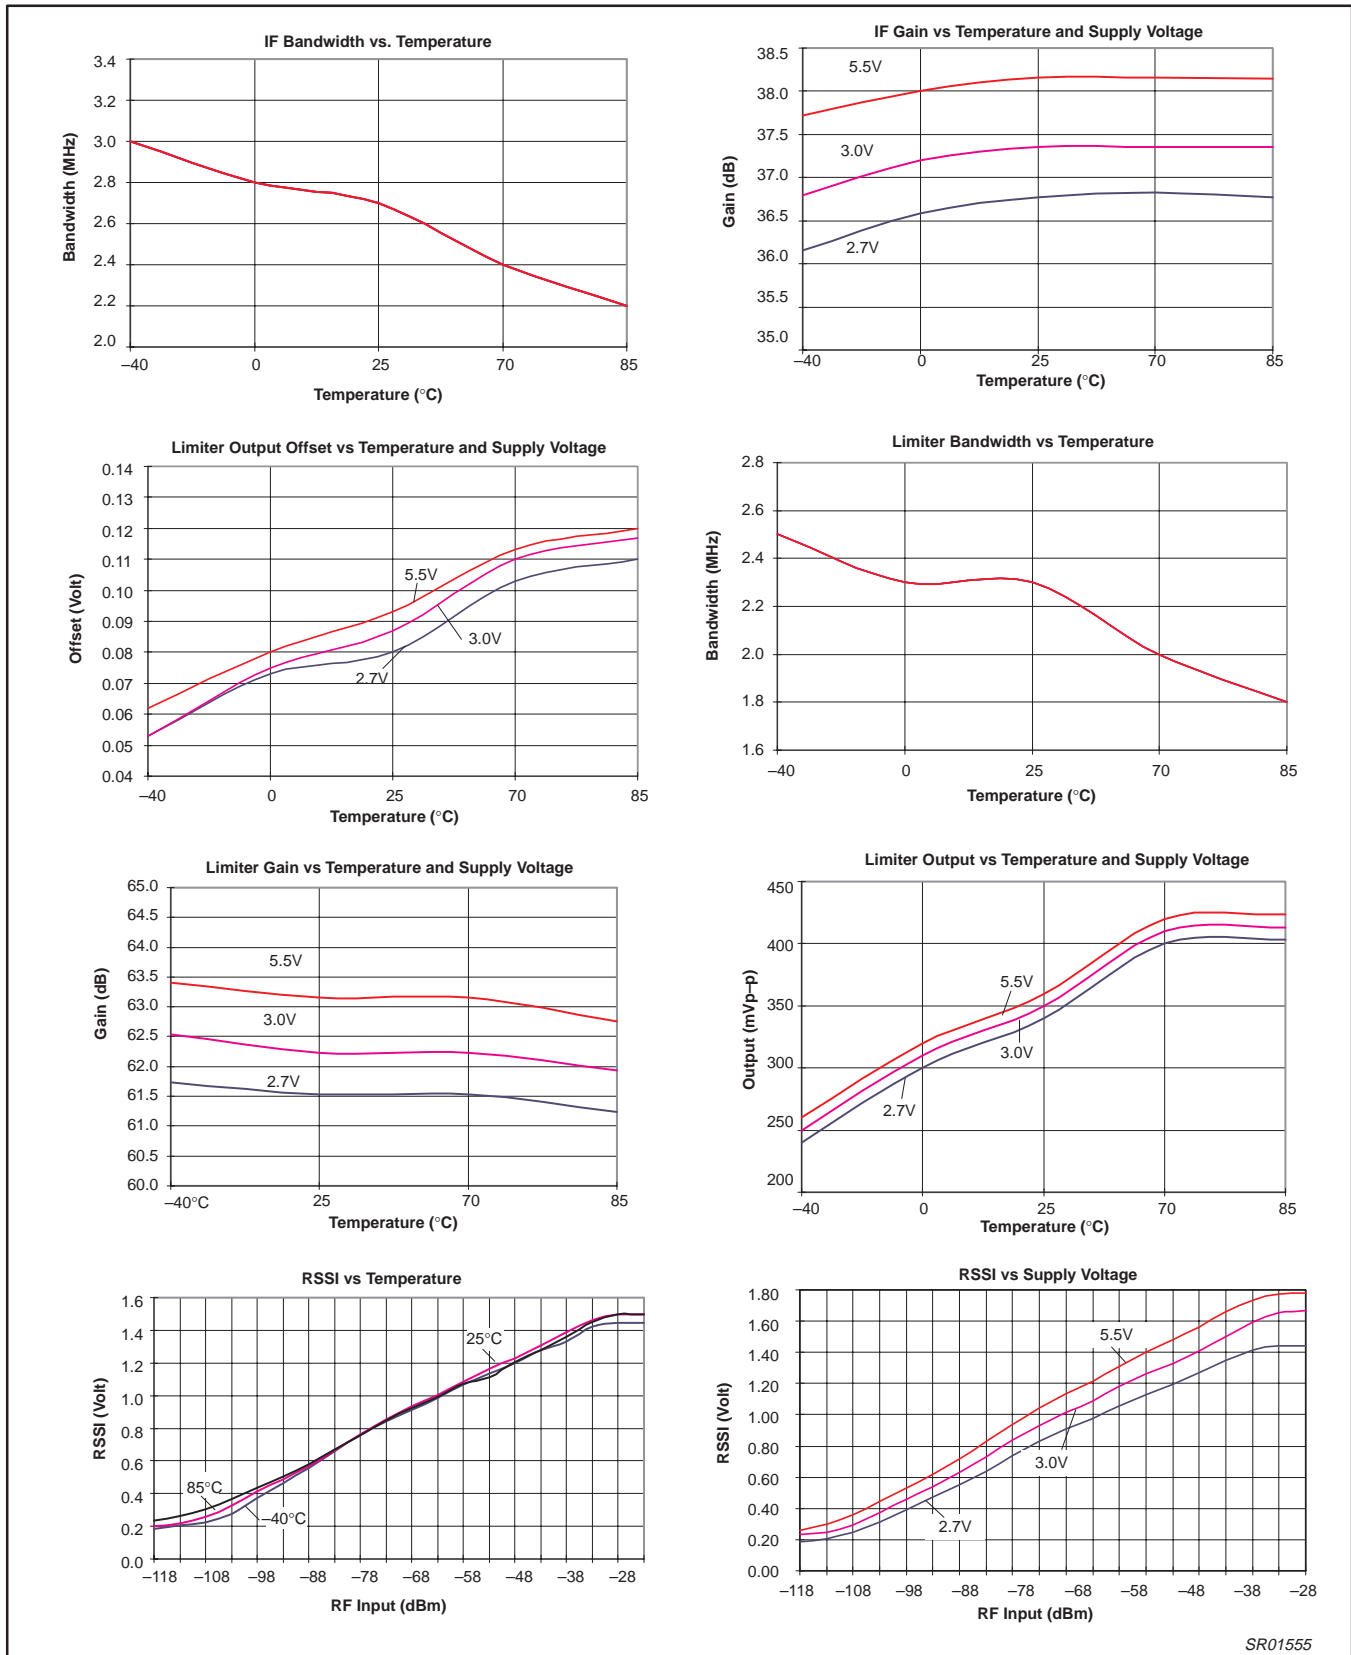 IF Bandwidth vs. Temperature
3.4
3.2
3.0
2.8
2.6
2.4
2.2
2.0
Bandwidth (MHz)
–40 0 25 70 85
Temperature (°C)
IF Gain vs Temperature and Supply Voltage
38.5
38.0
37.5
37.0
36.5
36.0
35.5
35.0
Gain (dB)
5.5V
3.0V
2.7V
–40 0 25 70 85
Temperature (°C)
Limiter Output Offset vs Temperature and Supply Voltage
0.14
0.13
0.12
0.11
0.10
0.09
0.08
0.07
0.06
0.05
0.04
Offset (Volt)
5.5V
3.0V
2.7V
–40 0 25 70 85
Temperature (°C)
Limiter Bandwidth vs Temperature
2.8
2.6
2.4
2.2
2.0
1.8
1.6
Bandwidth (MHz)
–40 0 25 70 85
Temperature (°C)
Limiter Gain vs Temperature and Supply Voltage
65.0
64.5
64.0
63.5
63.0
62.5
62.0
61.5
61.0
60.5
60.0
Gain (dB)
5.5V
3.0V
2.7V
–40°C 25 70 85
Temperature (°C)
Limiter Output vs Temperature and Supply Voltage
450
400
350
300
250
200
Output (mVp–p)
5.5V
3.0V
2.7V
–40 0 25 70 85
Temperature (°C)
RSSI vs Temperature
1.6
1.4
1.2
1.0
0.8
0.6
0.4
0.2
0.0
RSSI (Volt)
25°C
85°C
–40°C
–118 –108 –98 –88 –78 –68 –58 –48 –38 –28
RF Input (dBm)
RSSI vs Supply Voltage
1.80
1.60
1.40
1.20
1.00
0.80
0.60
0.40
0.20
0.00
RSSI (Volt)
5.5V
3.0V
2.7V
–118 –108 –98 –88 –78 –68 –58 –48 –38 –28
RF Input (dBm)
SR01555